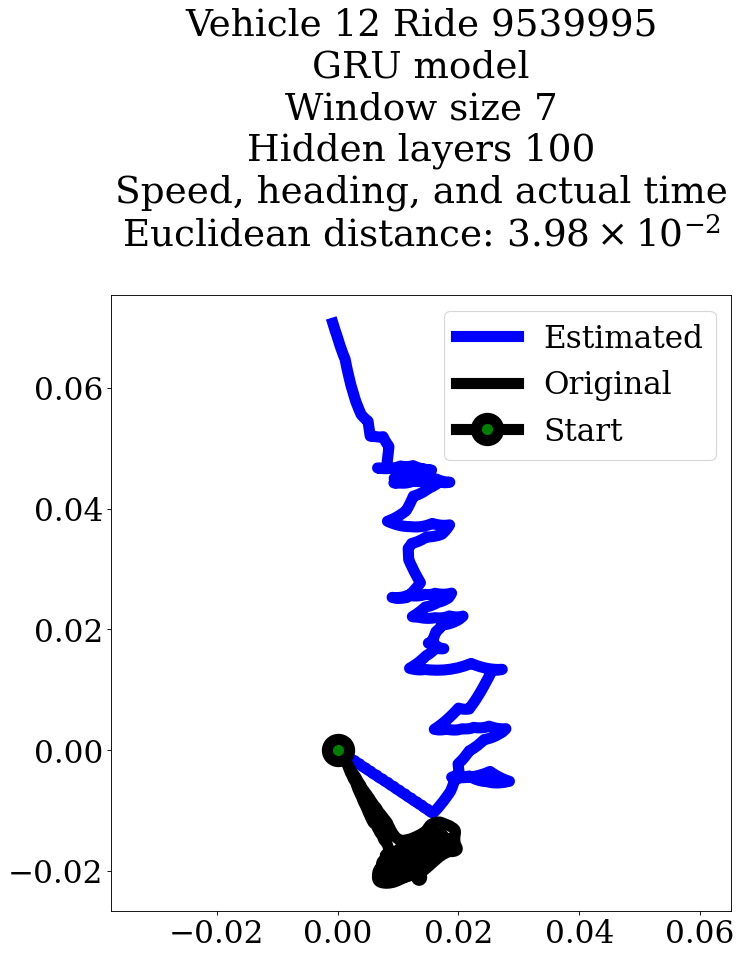 Vehicle 12 Ride 9539995
GRU model
Window size 7
Hidden layers 100
Speed, heading, and actual time
Euclidean distance: 3.98 × 10⁻²
Estimated
Original
Start
0.06
0.04
0.02
0.00
−0.02
−0.02 0.00 0.02 0.04 0.06